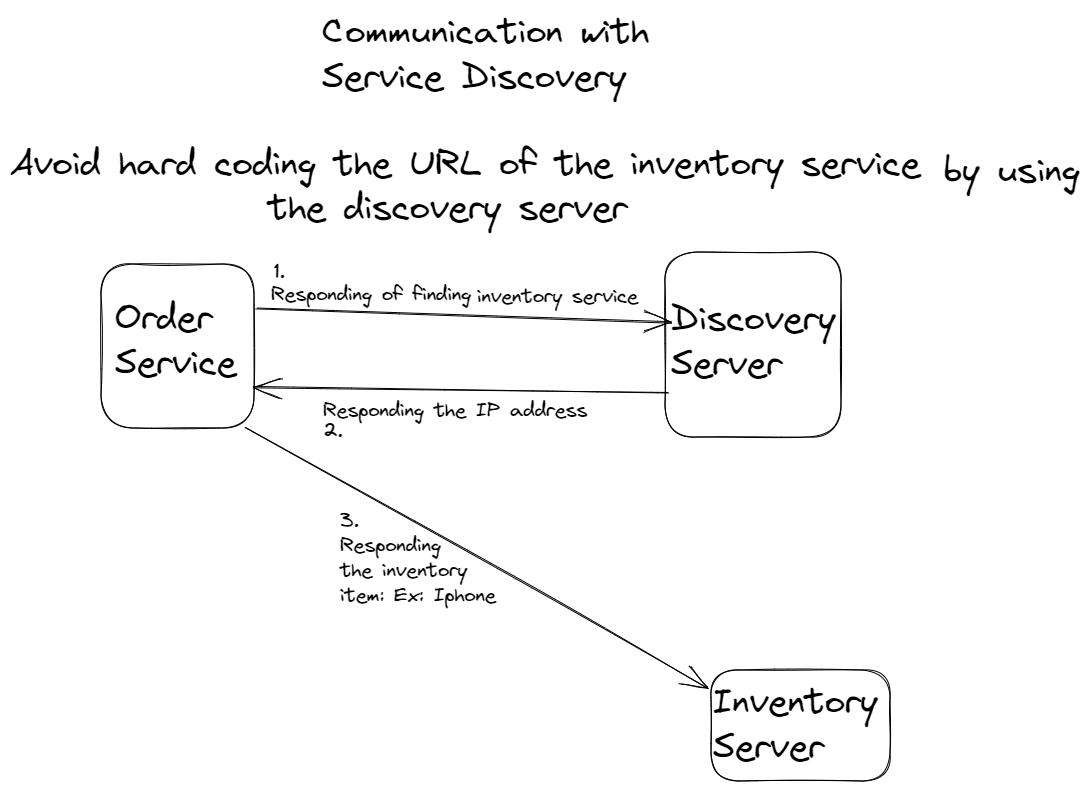 Communication with
Service Discovery
Avoid hard coding the URL of the inventory service by using
the discovery server
1.
Responding of finding inventory service
Order
Service
Discovery
Server
Responding the IP address
2.
3.
Responding
the inventory
item: Ex: Iphone
Inventory
Server